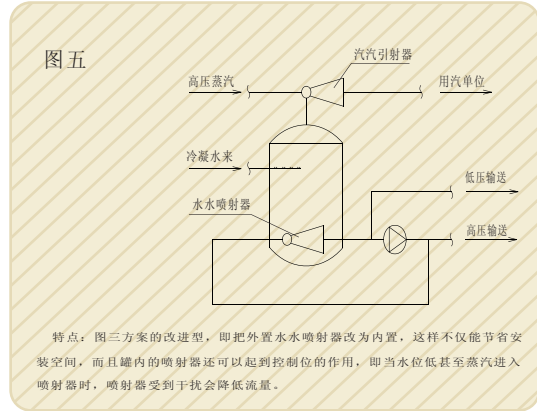 图五
汽汽引射器
高压蒸汽
用汽单位
冷凝水来
低压输送
水水喷射器
高压输送
特点：图三方案的改进型，即把外置水水喷射器改为内置，这样不仅能节省安
装空间，而且罐内的喷射器还可以起到控制位的作用，即当水位低甚至蒸汽进入
喷射器时，喷射器受到干扰会降低流量。